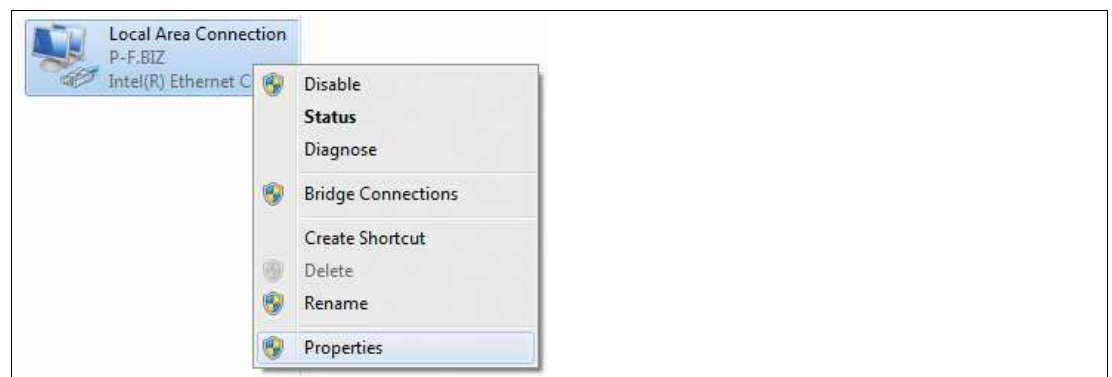 Local Area Connection
P-F.BIZ
Intel(R) Ethernet C
Disable
Status
Diagnose
Bridge Connections
Create Shortcut
Delete
Rename
Properties